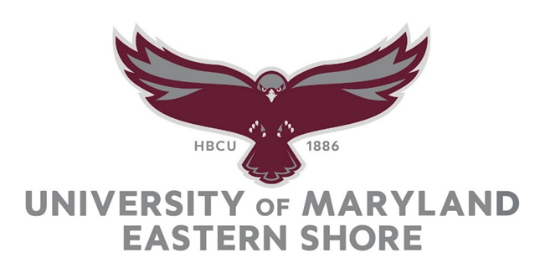 HBCU 1886
UNIVERSITY OF MARYLAND
EASTERN SHORE